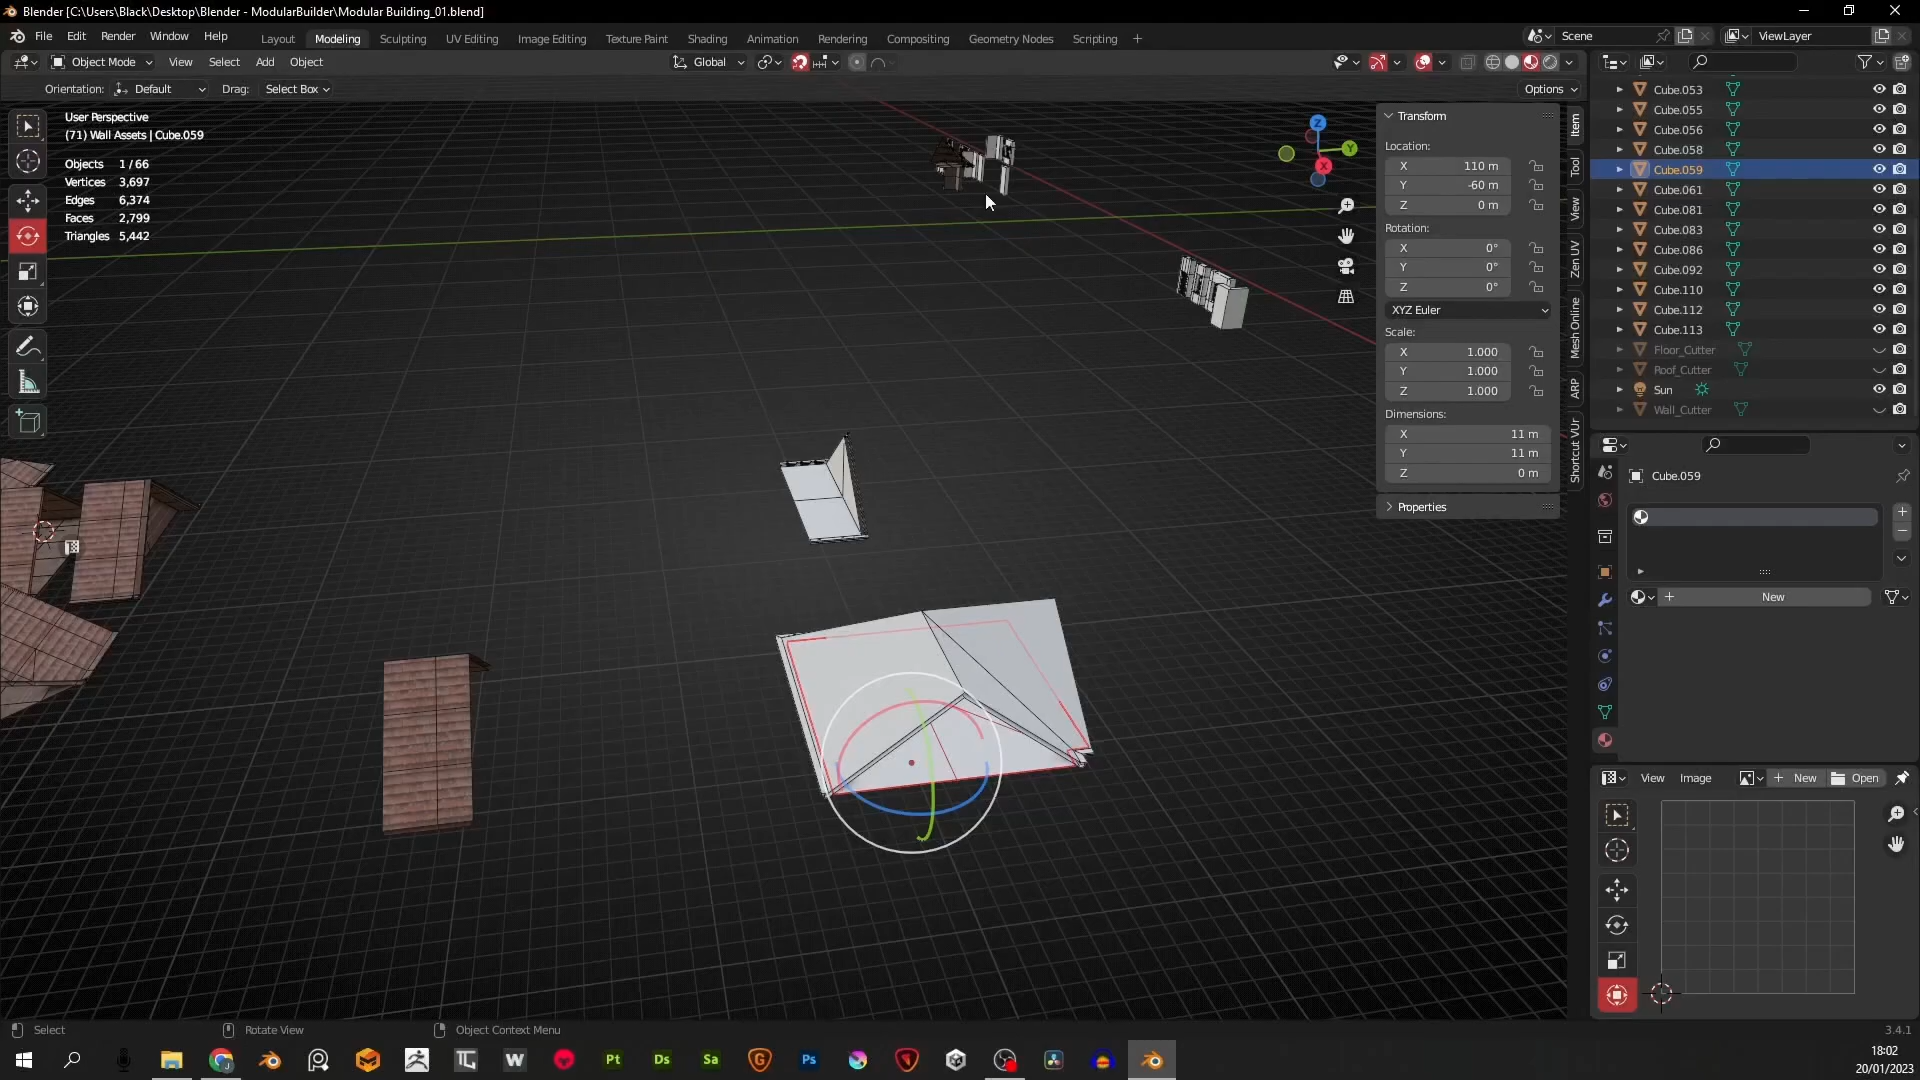 Blender [C:\Users\Black\Desktop\Blender - ModularBuilder\Modular Building_01.blend]
File Edit Render Window Help
Layout Modeling Sculpting UV Editing Image Editing Texture Paint Shading Animation Rendering Compositing Geometry Nodes Scripting +
Scene
ViewLayer
Object Mode View Select Add Object
Global
Orientation: Default Drag: Select Box
Options
User Perspective
(71) Wall Assets | Cube.059
Objects 1 / 66
Vertices 3,697
Edges 6,374
Faces 2,799
Triangles 5,442
Z
Y
X
Transform
Location:
X 110 m
Y -60 m
Z 0 m
Rotation:
X 0°
Y 0°
Z 0°
XYZ Euler
Scale:
X 1.000
Y 1.000
Z 1.000
Dimensions:
X 11 m
Y 11 m
Z 0 m
Properties
Item
Tool
View
Zen UV
Mesh Online
ARP
Shortcut VUr
Cube.053
Cube.055
Cube.056
Cube.058
Cube.059
Cube.061
Cube.081
Cube.083
Cube.086
Cube.092
Cube.110
Cube.112
Cube.113
Floor_Cutter
Roof_Cutter
Sun
Wall_Cutter
Cube.059
+ New
View Image + New Open
Select
Rotate View
Object Context Menu
3.4.1
W Pt Ds Sa G Ps
18:02
20/01/2023